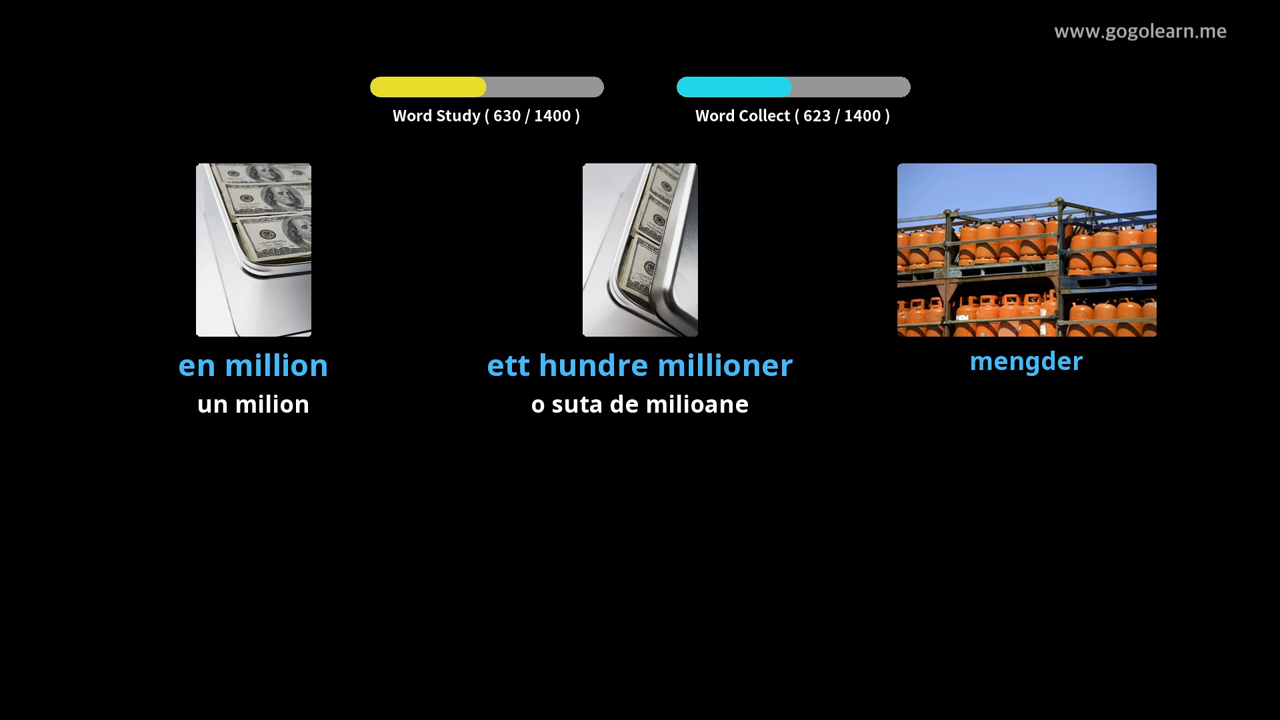 www.gogolearn.me
Word Study ( 630 / 1400 )
Word Collect ( 623 / 1400 )
en million
un milion
ett hundre millioner
o suta de milioane
mengder